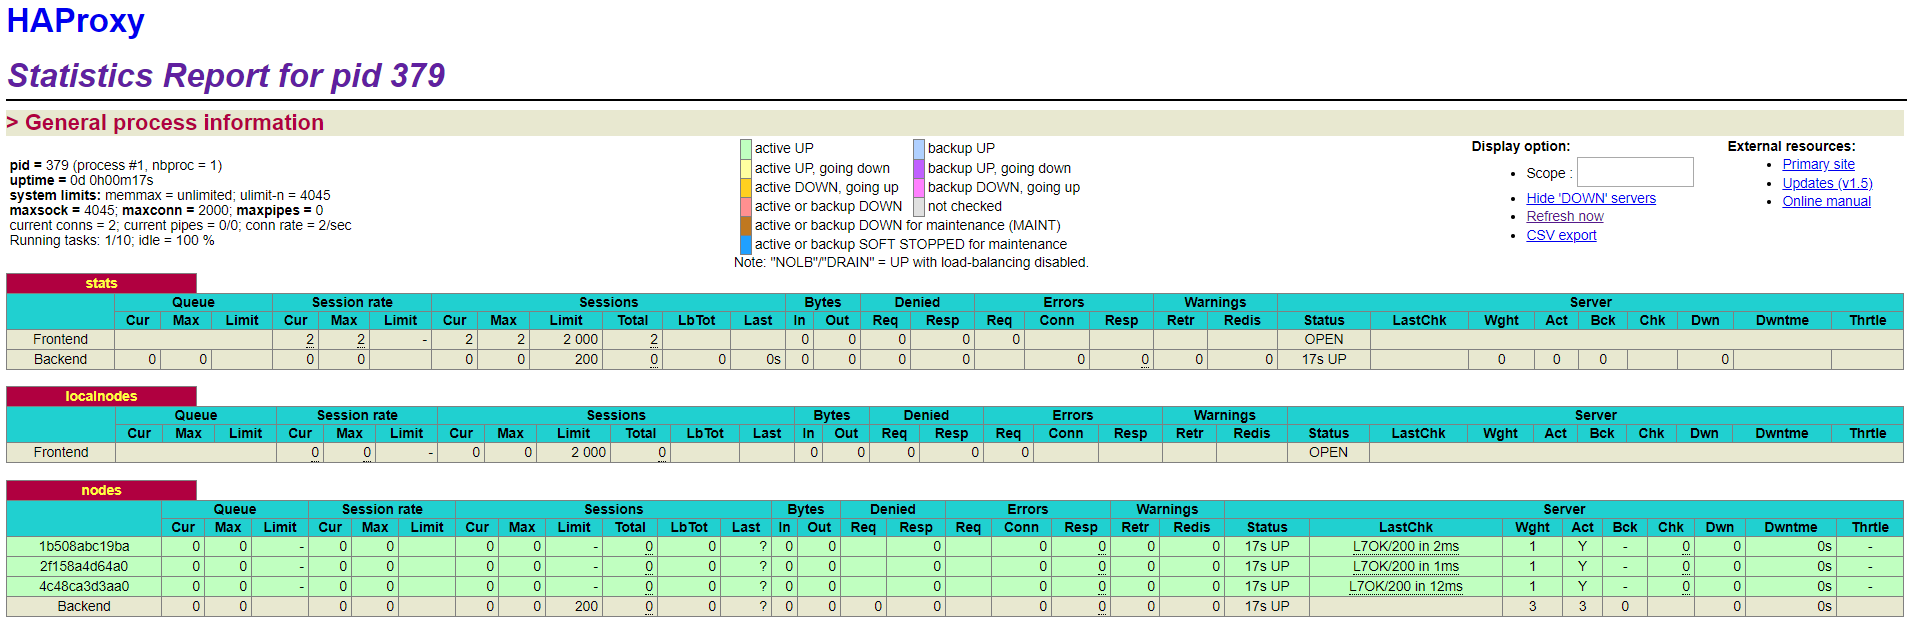 HAProxy
Statistics Report for pid 379
> General process information
pid = 379 (process #1, nbproc = 1)
uptime = 0d 0h00m17s
system limits: memmax = unlimited; ulimit-n = 4045
maxsock = 4045; maxconn = 2000; maxpipes = 0
current conns = 2; current pipes = 0/0; conn rate = 2/sec
Running tasks: 1/10; idle = 100 %
active UP backup UP
active UP, going down backup UP, going down
active DOWN, going up backup DOWN, going up
active or backup DOWN not checked
active or backup DOWN for maintenance (MAINT)
active or backup SOFT STOPPED for maintenance
Note: "NOLB"/"DRAIN" = UP with load-balancing disabled.
Display option:
Scope :
Hide 'DOWN' servers
Refresh now
CSV export
External resources:
Primary site
Updates (v1.5)
Online manual
stats
Queue Session rate Sessions Bytes Denied Errors Warnings Server
Cur Max Limit Cur Max Limit Cur Max Limit Total LbTot Last In Out Req Resp Req Conn Resp Retr Redis Status LastChk Wght Act Bck Chk Dwn Dwntme Thrtle
Frontend 2 2 - 2 2 2 000 2 0 0 0 0 0 OPEN
Backend 0 0 0 0 0 0 200 0 0 0s 0 0 0 0 0 0 0 0 17s UP 0 0 0 0
localnodes
Queue Session rate Sessions Bytes Denied Errors Warnings Server
Cur Max Limit Cur Max Limit Cur Max Limit Total LbTot Last In Out Req Resp Req Conn Resp Retr Redis Status LastChk Wght Act Bck Chk Dwn Dwntme Thrtle
Frontend 0 0 - 0 0 2 000 0 0 0 0 0 0 OPEN
nodes
Queue Session rate Sessions Bytes Denied Errors Warnings Server
Cur Max Limit Cur Max Limit Cur Max Limit Total LbTot Last In Out Req Resp Req Conn Resp Retr Redis Status LastChk Wght Act Bck Chk Dwn Dwntme Thrtle
1b508abc19ba 0 0 - 0 0 0 0 - 0 0 ? 0 0 0 0 0 0 0 17s UP L7OK/200 in 2ms 1 Y - 0 0 0s -
2f158a4d64a0 0 0 - 0 0 0 0 - 0 0 ? 0 0 0 0 0 0 0 17s UP L7OK/200 in 1ms 1 Y - 0 0 0s -
4c48ca3d3aa0 0 0 - 0 0 0 0 - 0 0 ? 0 0 0 0 0 0 0 17s UP L7OK/200 in 12ms 1 Y - 0 0 0s -
Backend 0 0 0 0 0 0 200 0 0 ? 0 0 0 0 0 0 0 0 17s UP 3 3 0 0 0s